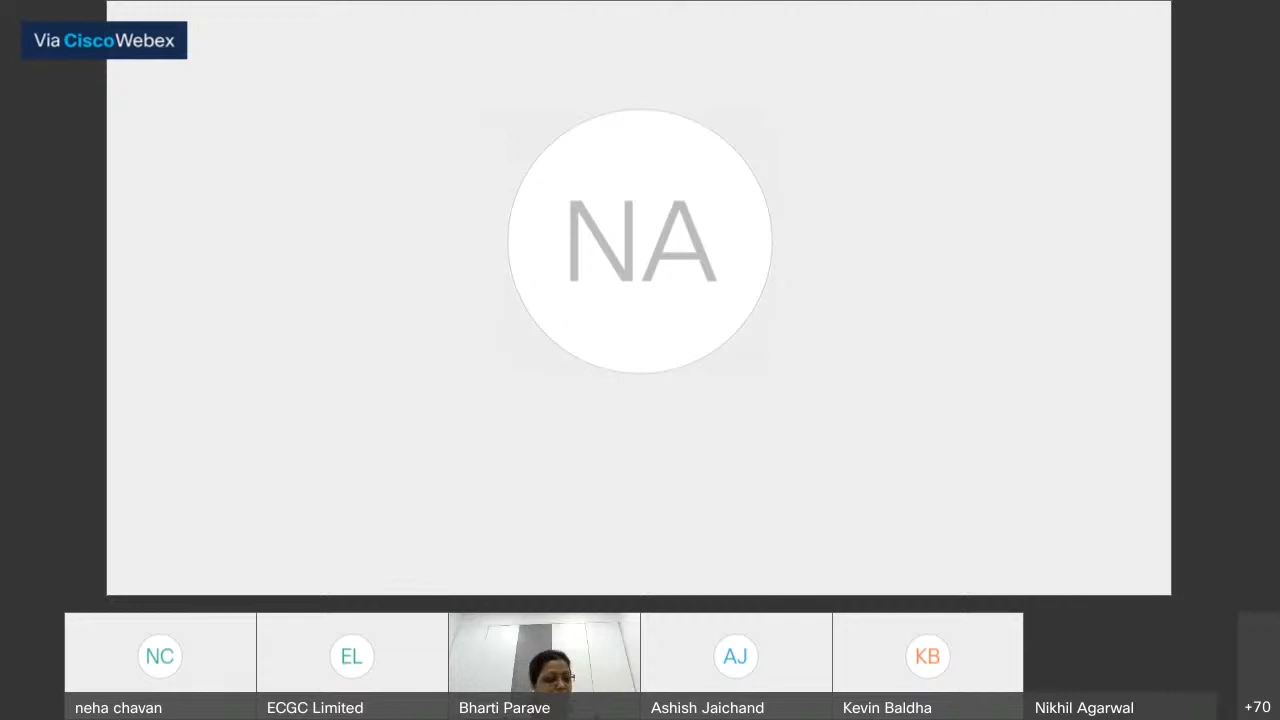 Via CiscoWebex
NA
NC
EL
AJ
KB
neha chavan
ECGC Limited
Bharti Parave
Ashish Jaichand
Kevin Baldha
Nikhil Agarwal
+70